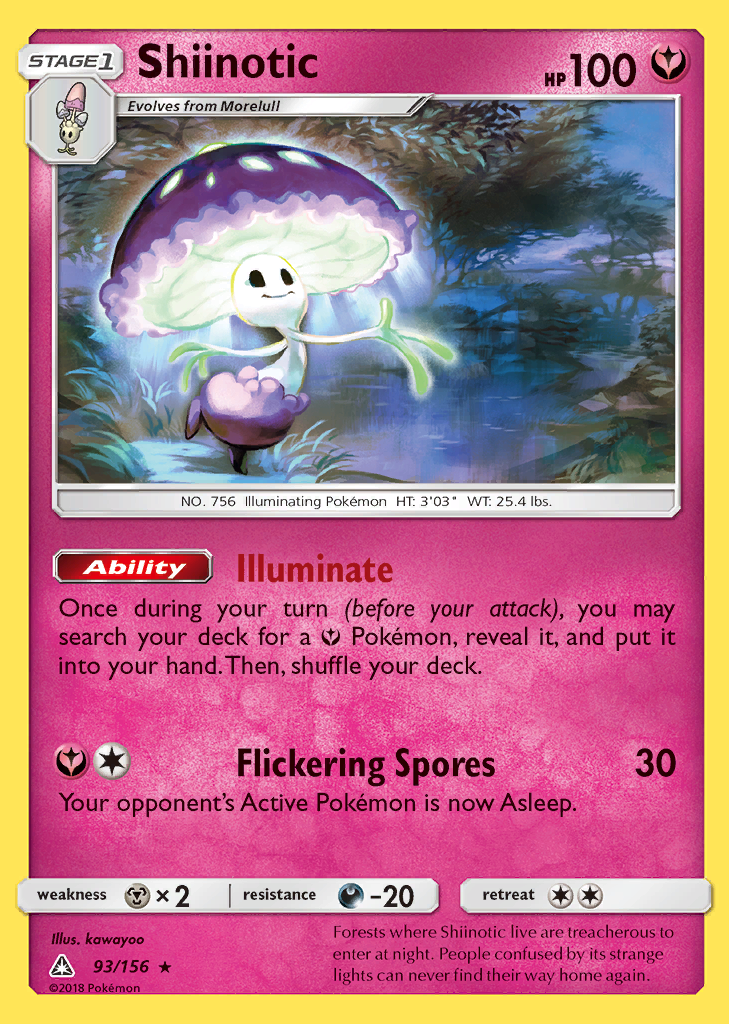 STAGE1
Shiinotic
HP 100
Evolves from Morelull
NO. 756 Illuminating Pokémon HT: 3'03" WT: 25.4 lbs.
Ability Illuminate
Once during your turn (before your attack), you may
search your deck for a Pokémon, reveal it, and put it
into your hand. Then, shuffle your deck.
Flickering Spores 30
Your opponent's Active Pokémon is now Asleep.
weakness ×2 resistance -20 retreat
Illus. kawayoo
93/156 ★
©2018 Pokémon
Forests where Shiinotic live are treacherous to
enter at night. People confused by its strange
lights can never find their way home again.